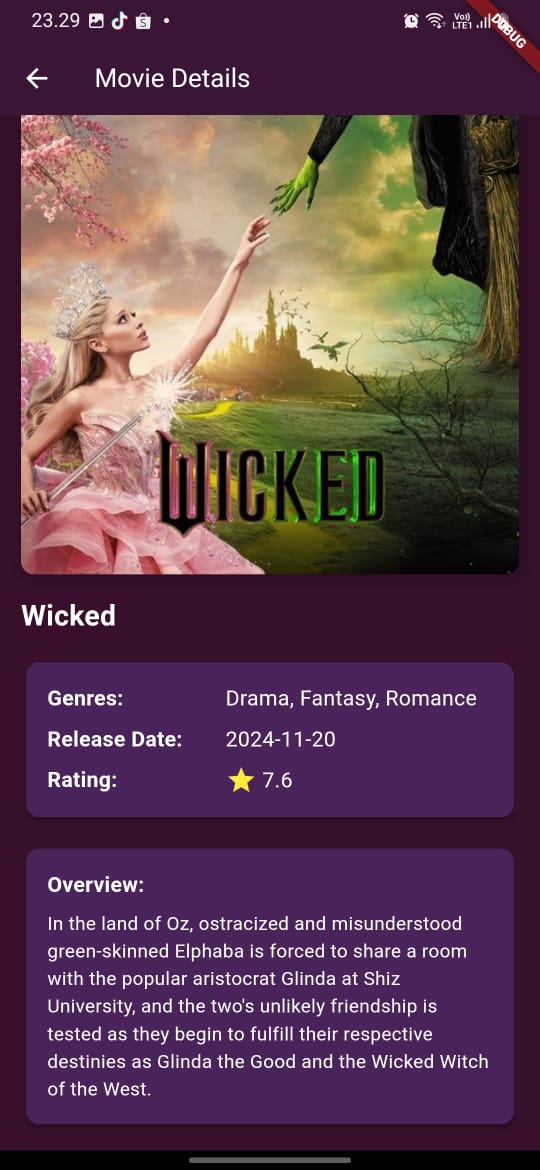 23.29
Vo))
LTE1
DEBUG
Movie Details
WICKED
Wicked
Genres: Drama, Fantasy, Romance
Release Date: 2024-11-20
Rating: 7.6
Overview:
In the land of Oz, ostracized and misunderstood
green-skinned Elphaba is forced to share a room
with the popular aristocrat Glinda at Shiz
University, and the two's unlikely friendship is
tested as they begin to fulfill their respective
destinies as Glinda the Good and the Wicked Witch
of the West.